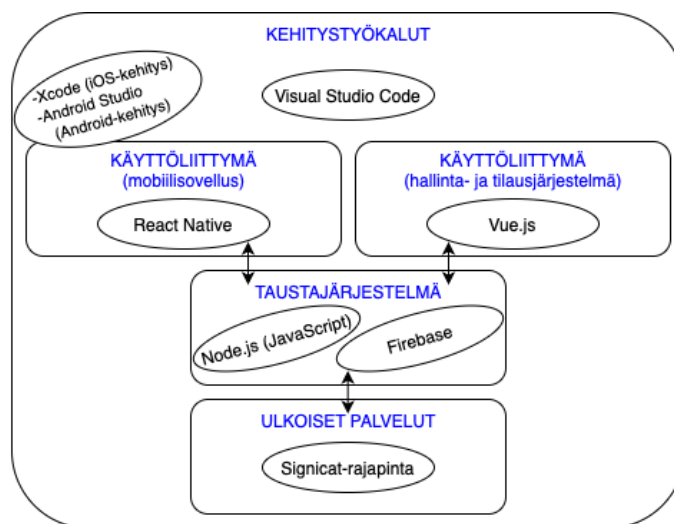 KEHITYSTYÖKALUT
-Xcode (iOS-kehitys)
-Android Studio
(Android-kehitys)
Visual Studio Code
KÄYTTÖLIITTYMÄ
(mobiilisovellus)
React Native
KÄYTTÖLIITTYMÄ
(hallinta- ja tilausjärjestelmä)
Vue.js
TAUSTAJÄRJESTELMÄ
Node.js (JavaScript)
Firebase
ULKOISET PALVELUT
Signicat-rajapinta